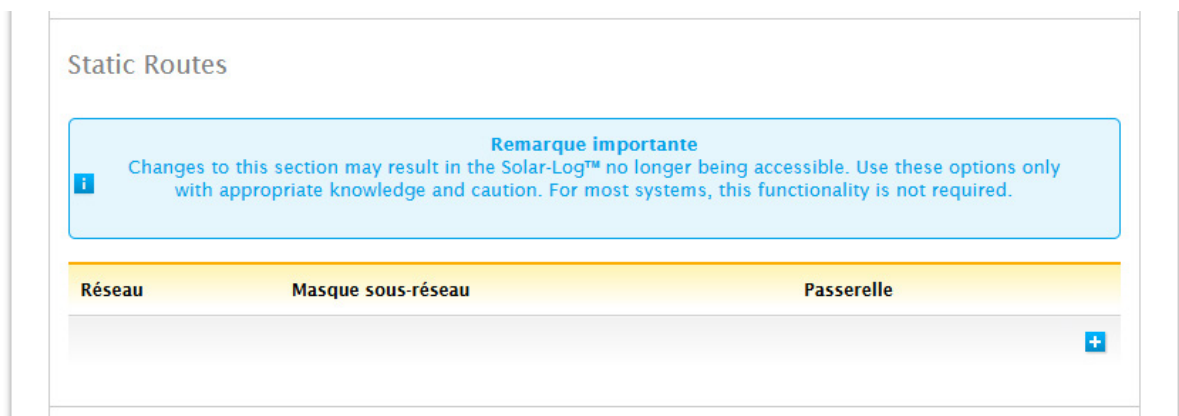 Static Routes
Remarque importante
Changes to this section may result in the Solar-Log™ no longer being accessible. Use these options only
with appropriate knowledge and caution. For most systems, this functionality is not required.
Réseau Masque sous-réseau Passerelle